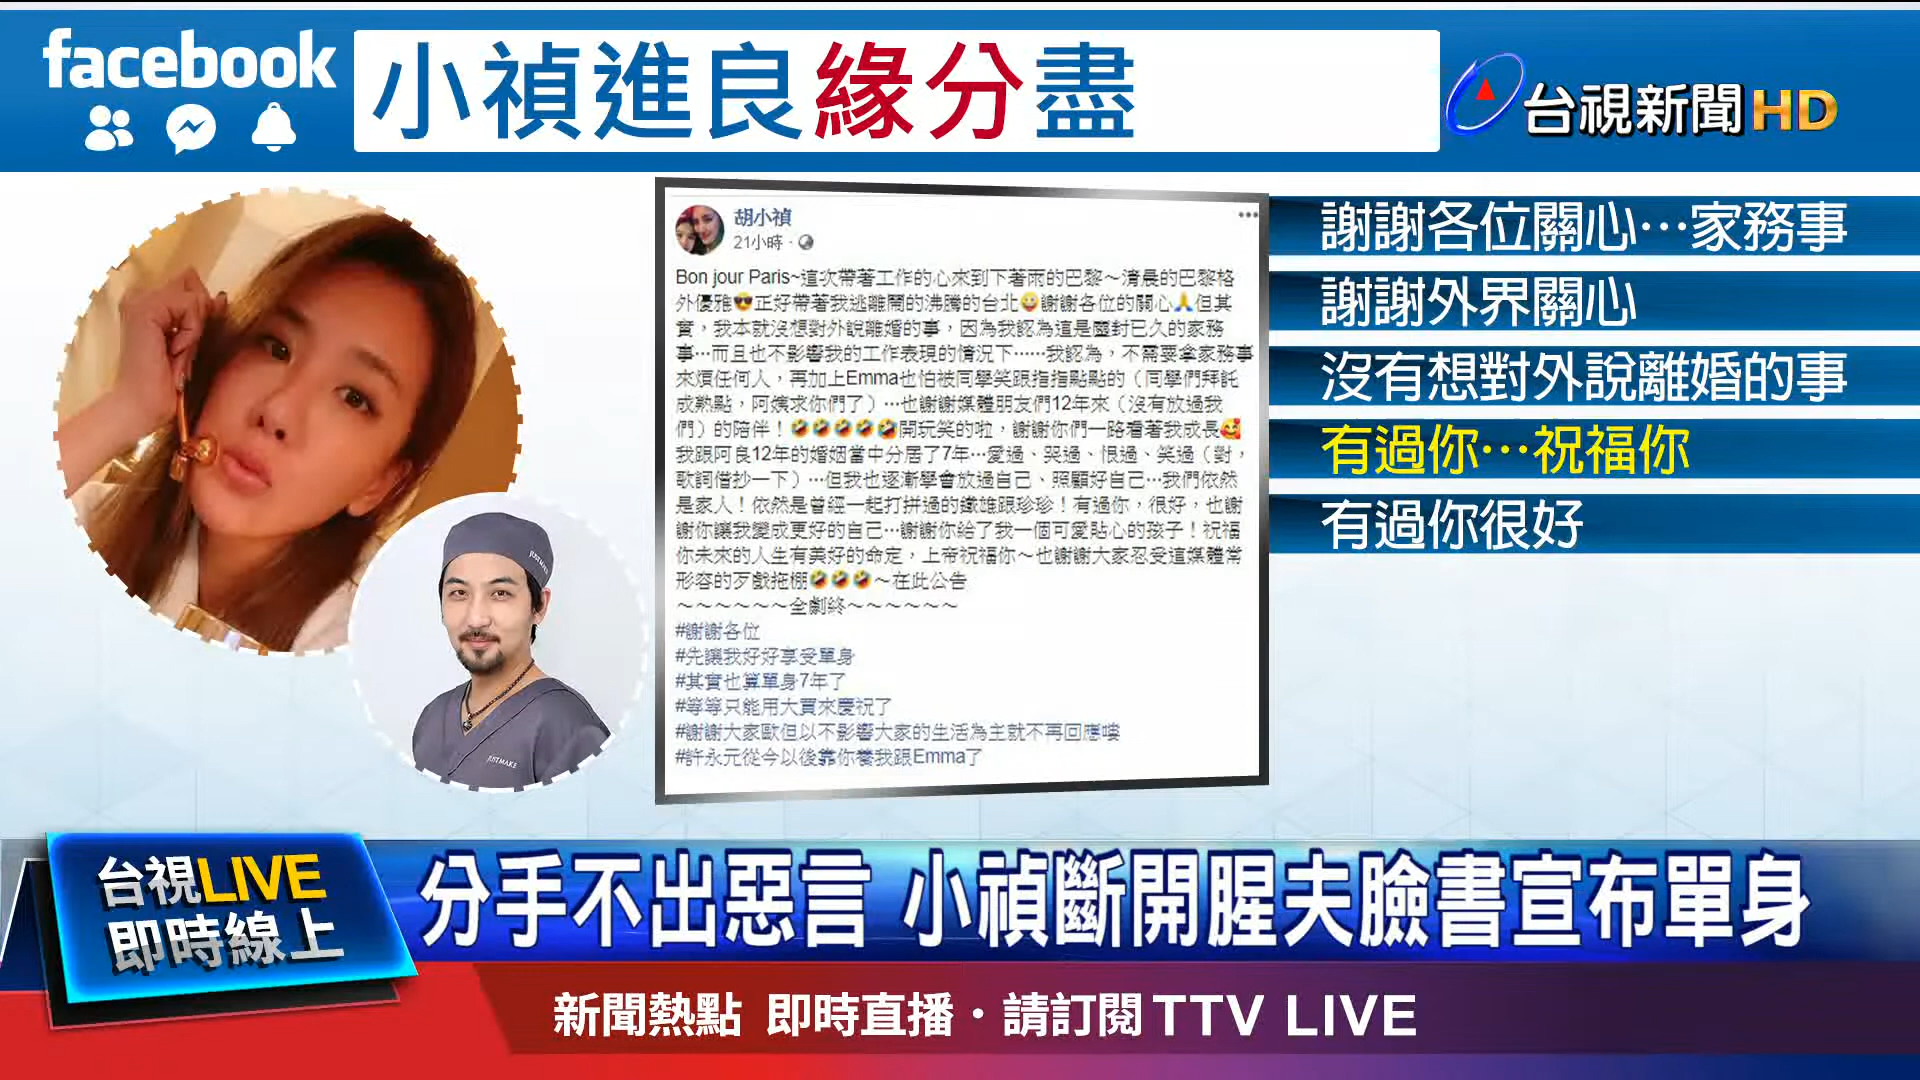 facebook
小禎進良緣分盡
台視新聞HD
胡小禎
21小時 ·
Bon jour Paris~這次帶著工作的心來到下著雨的巴黎～清晨的巴黎格
外優雅😎正好帶著我逃離鬧的沸騰的台北😜謝謝各位的關心🙏但其
實，我本就沒想對外說離婚的事，因為我認為這是塵封巴久的家務
事⋯而且也不影響我的工作表現的情況下⋯⋯我認為，不需要拿家務事
來煩任何人，再加上Emma也怕被同學笑跟指指點點的（同學們拜託
成熟點，阿姨求你們了）⋯也謝謝媒體朋友們12年來（沒有放過我
們）的陪伴！🤣🤣🤣🤣🤣開玩笑的啦，謝謝你們一路看著我成長🥰
我跟阿良12年的婚姻當中分居了7年⋯愛過、哭過、恨過、笑過（對，
歌詞借抄一下）⋯但我也逐漸學會放過自己、照顧好自己⋯我們依然
是家人！依然是曾經一起打拼過的鐵雄跟珍珍！有過你，很好，也謝
謝你讓我變成更好的自己⋯謝謝你給了我一個可愛貼心的孩子！祝福
你未來的人生有美好的命定，上帝祝福你～也謝謝大家忍受這媒體常
形容的歹戲拖棚🤣🤣🤣～在此公告
～～～～～～全劇終～～～～～～
#謝謝各位
#先讓我好好享受單身
#其實也算單身7年了
#等等只能用大買來慶祝了
#謝謝大家歐但以不影響大家的生活為主就不再回應嘍
#許永元從今以後靠你養我跟Emma了
謝謝各位關心⋯家務事
謝謝外界關心
沒有想對外說離婚的事
有過你⋯祝福你
有過你很好
JUSTMAKE
JUSTMAKE
台視LIVE
即時線上
分手不出惡言 小禎斷開腥夫臉書宣布單身
新聞熱點 即時直播·請訂閱TTV LIVE